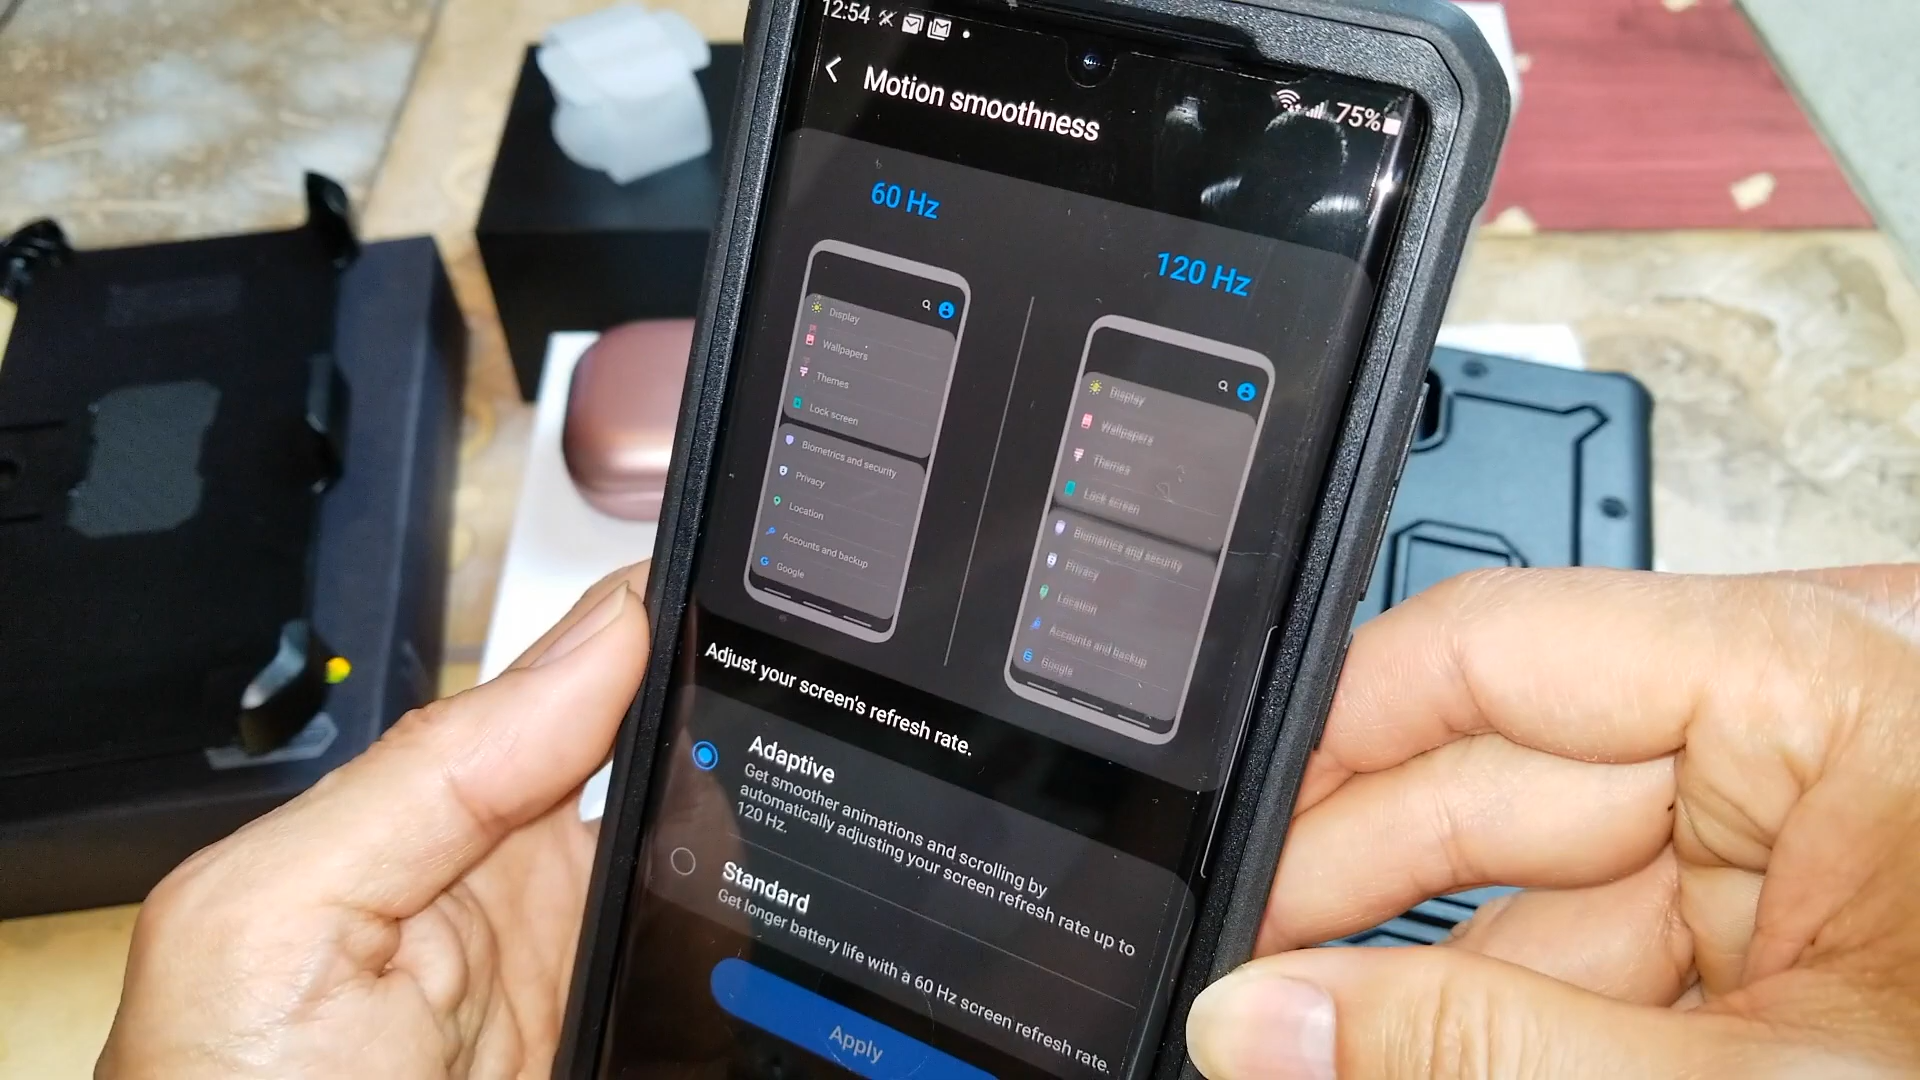 12:54
75%
Motion smoothness
60 Hz
120 Hz
Display
Wallpapers
Themes
Lock screen
Biometrics and security
Privacy
Location
Accounts and backup
Google
Display
Wallpapers
Themes
Lock screen
Biometrics and security
Privacy
Location
Accounts and backup
Google
Adjust your screen's refresh rate.
Adaptive
Get smoother animations and scrolling by
automatically adjusting your screen refresh rate up to
120 Hz.
Standard
Get longer battery life with a 60 Hz screen refresh rate.
Apply